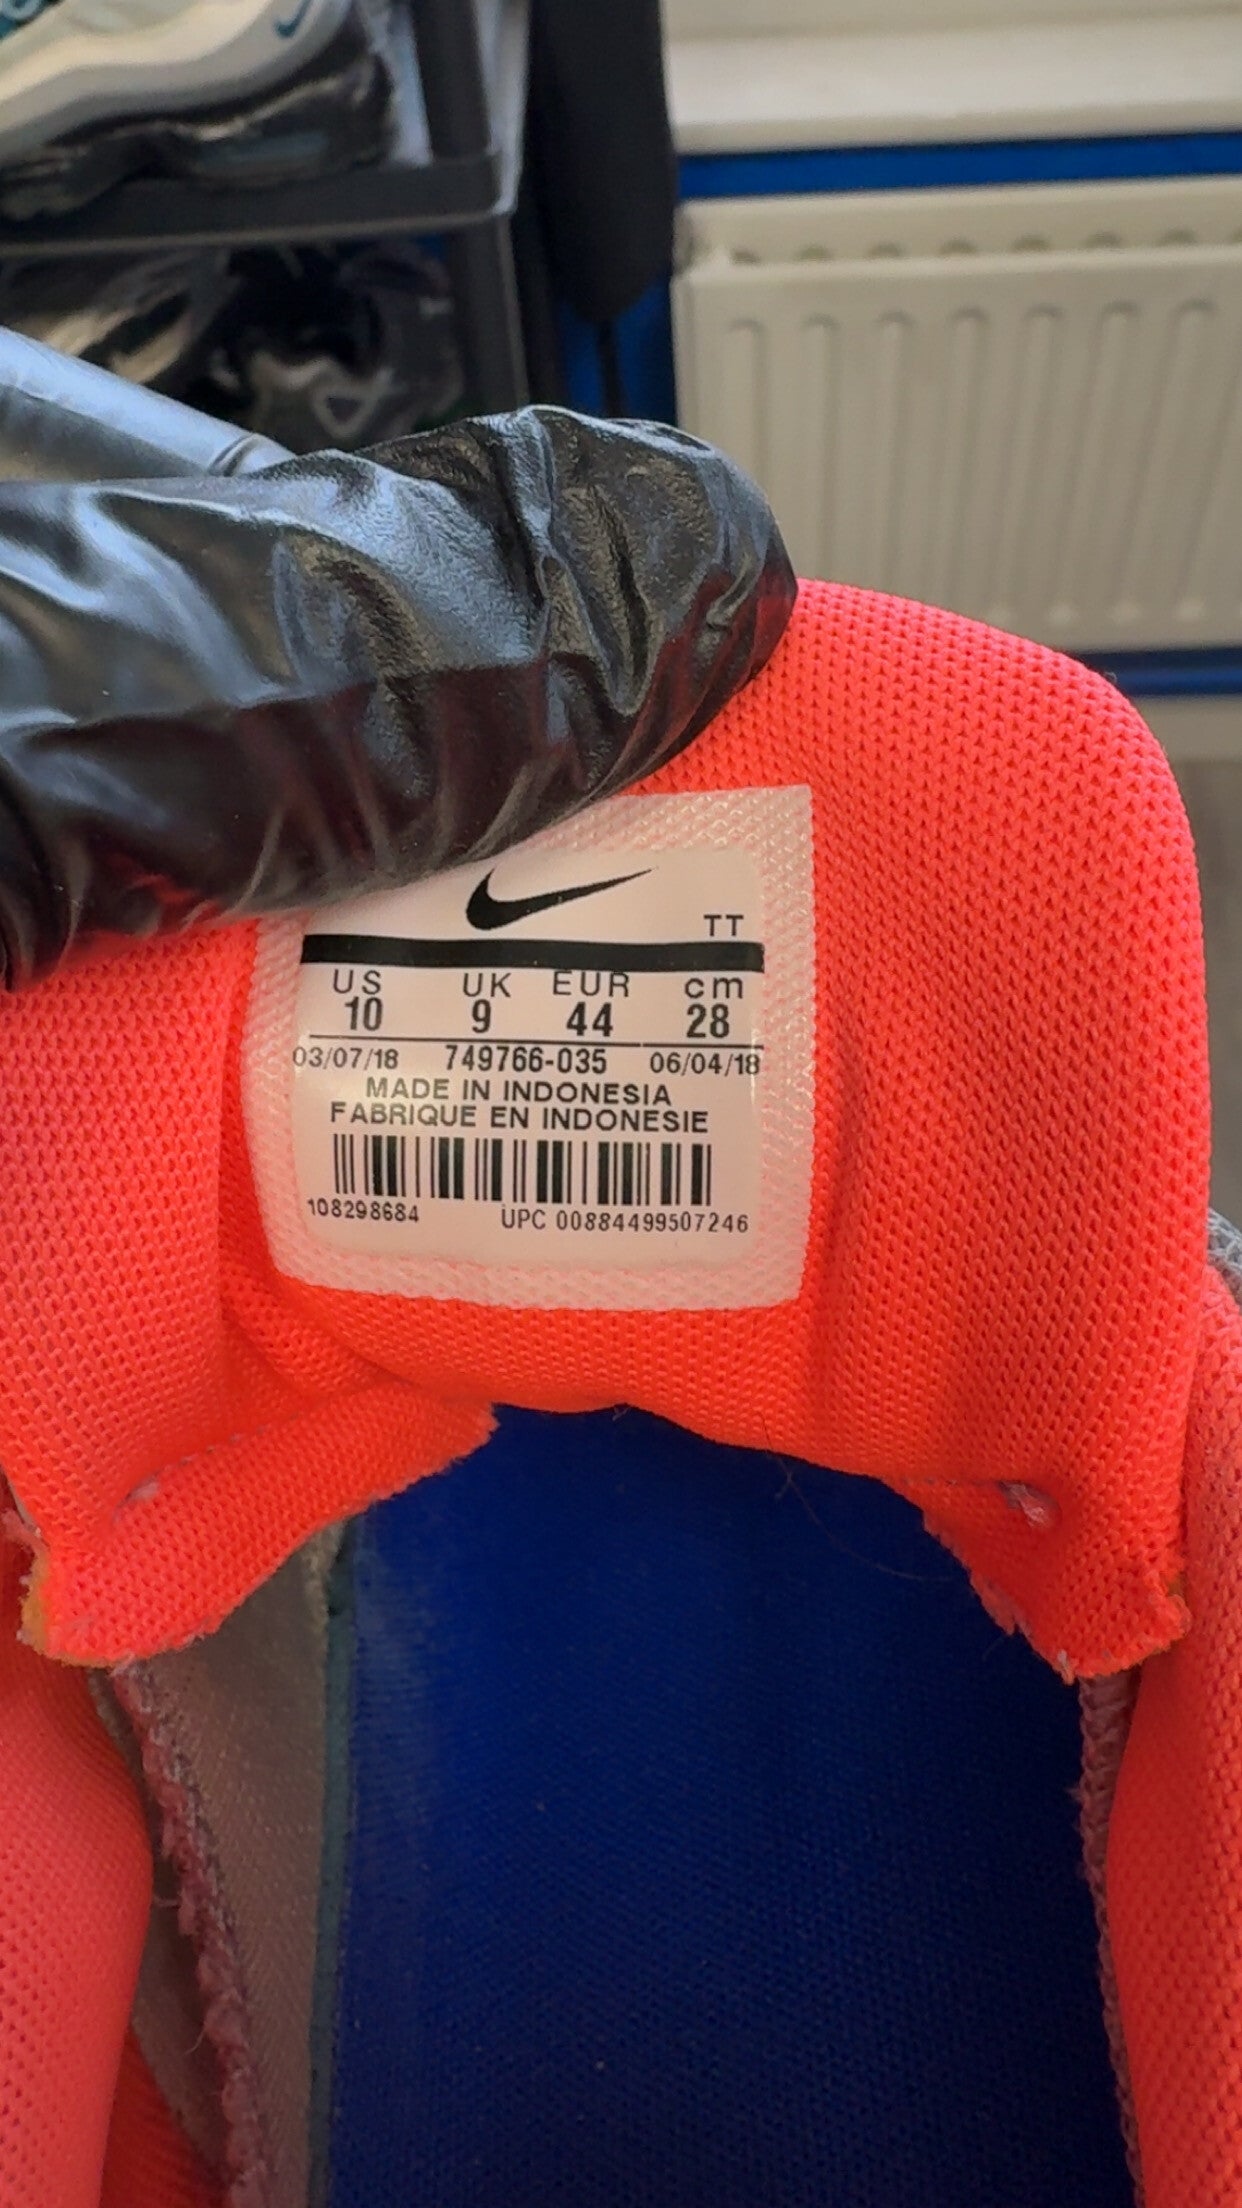 TT
US UK EUR cm
10 9 44 28
03/07/18 749766-035 06/04/18
MADE IN INDONESIA
FABRIQUE EN INDONESIE
108298684 UPC 00884499507246